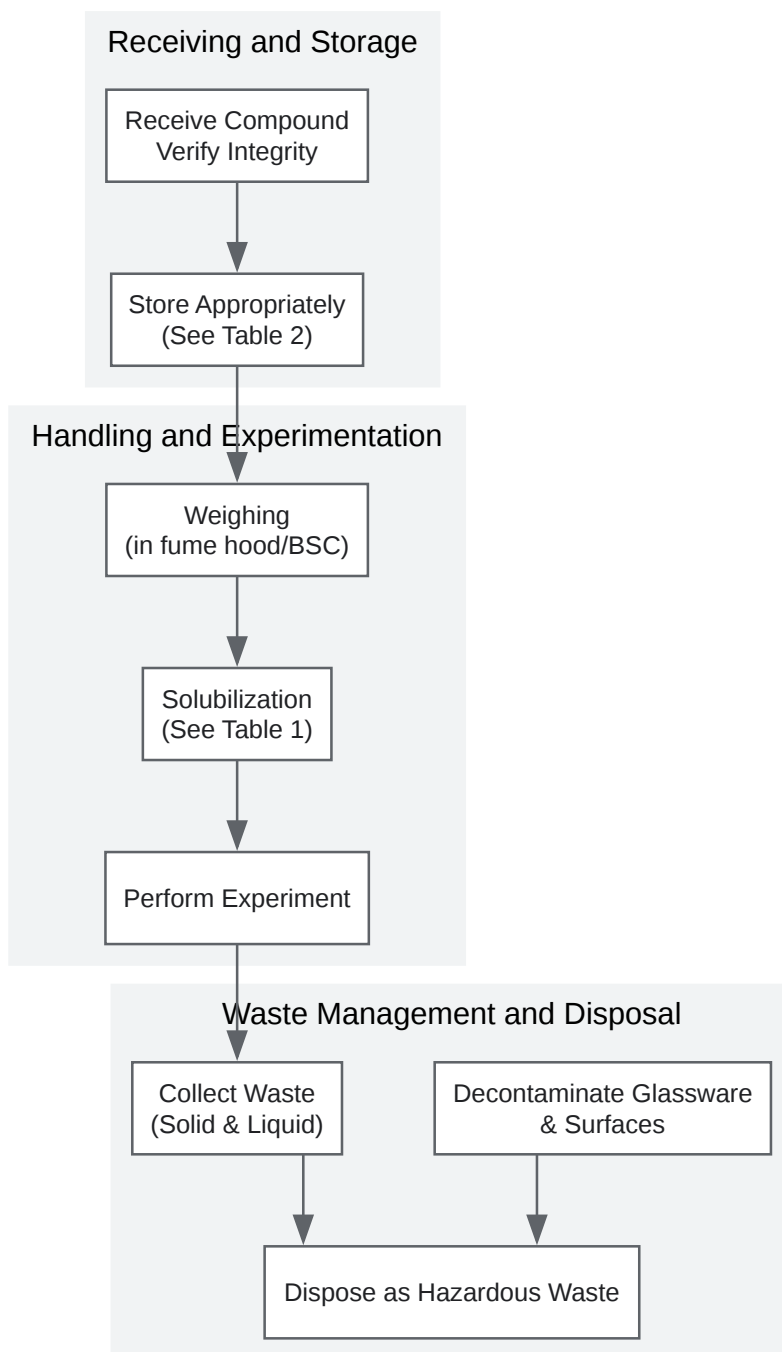 Receiving and Storage
Receive Compound
Verify Integrity
Store Appropriately
(See Table 2)
Handling and Experimentation
Weighing
(in fume hood/BSC)
Solubilization
(See Table 1)
Perform Experiment
Waste Management and Disposal
Collect Waste
(Solid & Liquid)
Decontaminate Glassware
& Surfaces
Dispose as Hazardous Waste